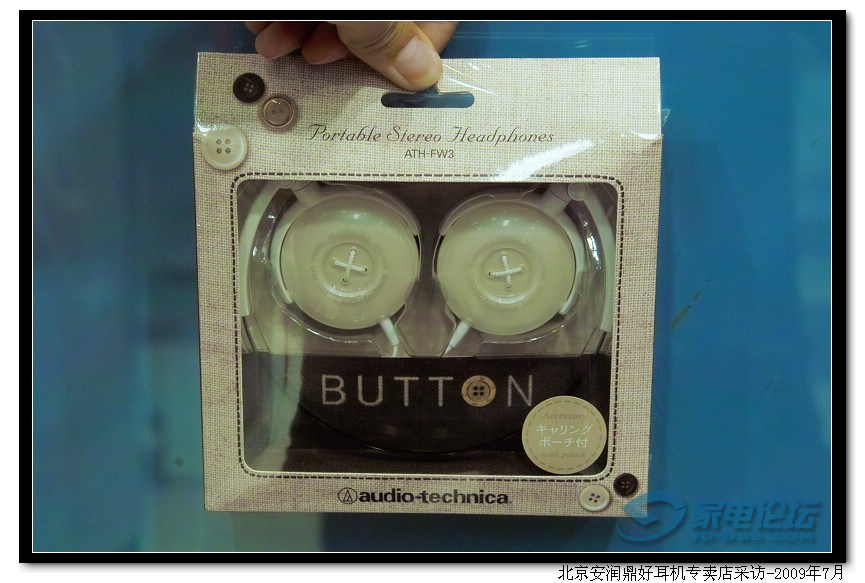 Portable Stereo Headphones
ATH-FW3
BUTTON
Accessory
キャリング
ポーチ付
with pouch
audio-technica
家电论坛
北京安润鼎好耳机专卖店采访-2009年7月